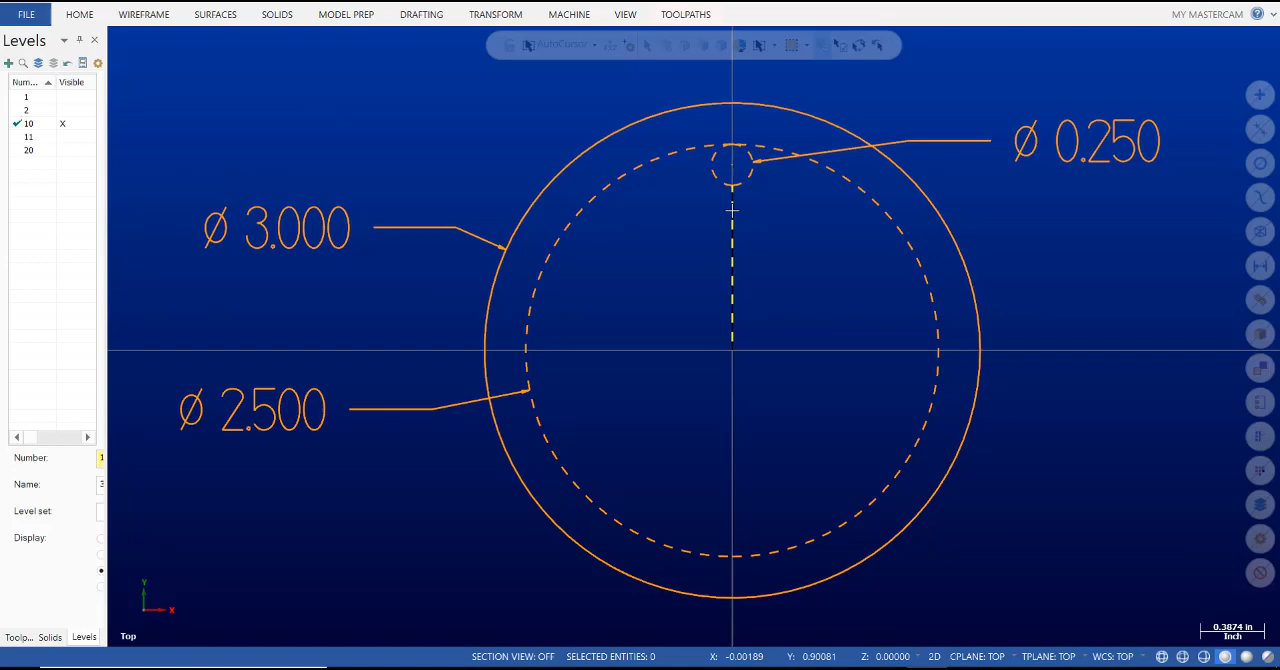 FILE HOME WIREFRAME SURFACES SOLIDS MODEL PREP DRAFTING TRANSFORM MACHINE VIEW TOOLPATHS MY MASTERCAM
Levels
AutoCursor
Num... Visible
1
2
10 X
11
20
Ø 0.250
Ø 3.000
Ø 2.500
Number: 1
Name: 3
Level set:
Display:
Y
X
Toolp... Solids Levels
Top
0.3874 in
Inch
SECTION VIEW: OFF SELECTED ENTITIES: 0 X: -0.00189 Y: 0.90081 Z: 0.00000 2D CPLANE: TOP TPLANE: TOP WCS: TOP